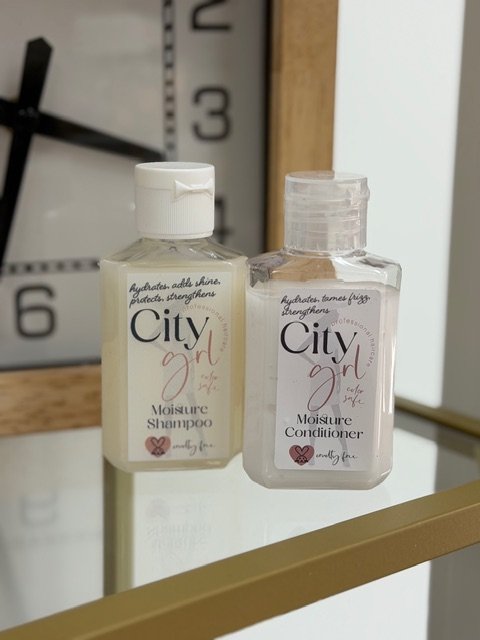 2
3
6
hydrates, adds shine,
protects, strengthens
City
grl
professional haircare
color
safe
Moisture
Shampoo
cruelty free
hydrates, tames frizz,
strengthens
City
grl
professional haircare
color
safe
Moisture
Conditioner
cruelty free